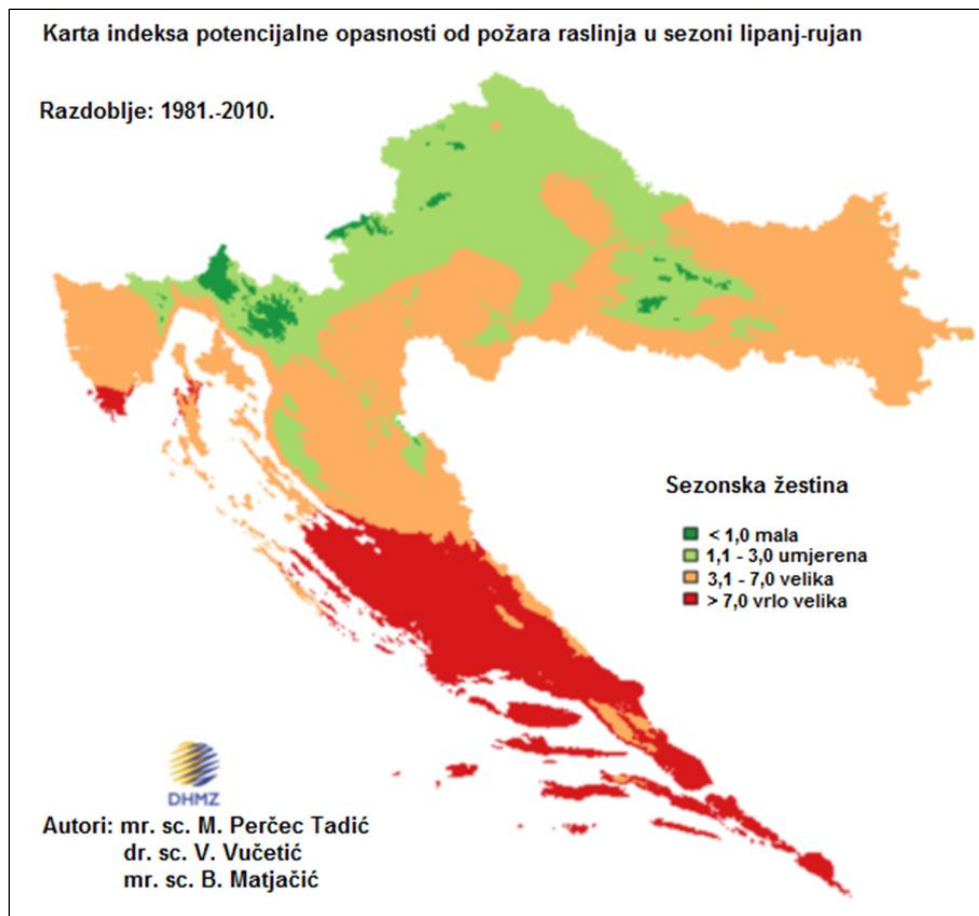 Karta indeksa potencijalne opasnosti od požara raslinja u sezoni lipanj-rujan
Razdoblje: 1981.-2010.
Sezonska žestina
< 1,0 mala
1,1 - 3,0 umjerena
3,1 - 7,0 velika
> 7,0 vrlo velika
DHMZ
Autori: mr. sc. M. Perčec Tadić
dr. sc. V. Vučetić
mr. sc. B. Matjačić